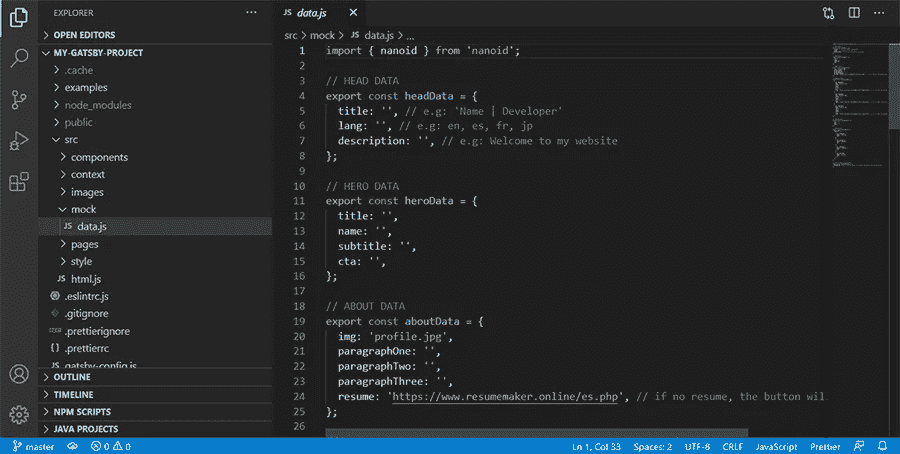 EXPLORER
OPEN EDITORS
MY-GATSBY-PROJECT
.cache
examples
node_modules
public
src
components
context
images
mock
JS data.js
pages
style
JS html.js
.eslintrc.js
.gitignore
.prettierignore
{ } .prettierrc
gatsby-config.js
OUTLINE
TIMELINE
NPM SCRIPTS
JAVA PROJECTS
JS data.js
src > mock > JS data.js > ...
1 import { nanoid } from 'nanoid';
2
3 // HEAD DATA
4 export const headData = {
5 title: '', // e.g: 'Name | Developer'
6 lang: '', // e.g: en, es, fr, jp
7 description: '', // e.g: Welcome to my website
8 };
9
10 // HERO DATA
11 export const heroData = {
12 title: '',
13 name: '',
14 subtitle: '',
15 cta: '',
16 };
17
18 // ABOUT DATA
19 export const aboutData = {
20 img: 'profile.jpg',
21 paragraphOne: '',
22 paragraphTwo: '',
23 paragraphThree: '',
24 resume: 'https://www.resumemaker.online/es.php', // if no resume, the button wil
25 };
26
master 0 0 Ln 1, Col 33 Spaces: 2 UTF-8 CRLF JavaScript Prettier